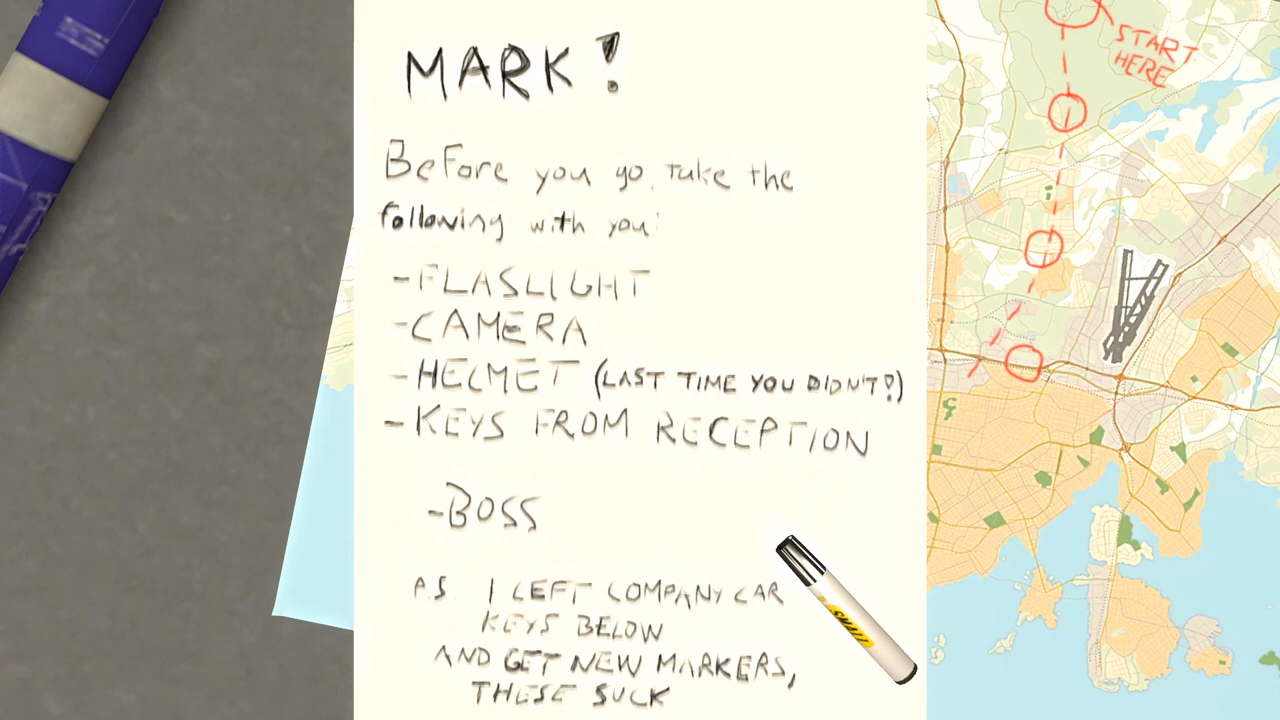 MARK!
Before you go, take the
following with you:
-FLASLIGHT
-CAMERA
-HELMET (LAST TIME YOU DIDN'T?)
-KEYS FROM RECEPTION
-BOSS
P.S. I LEFT COMPANY CAR
KEYS BELOW
AND GET NEW MARKERS,
THESE SUCK
SMALL
START
HERE